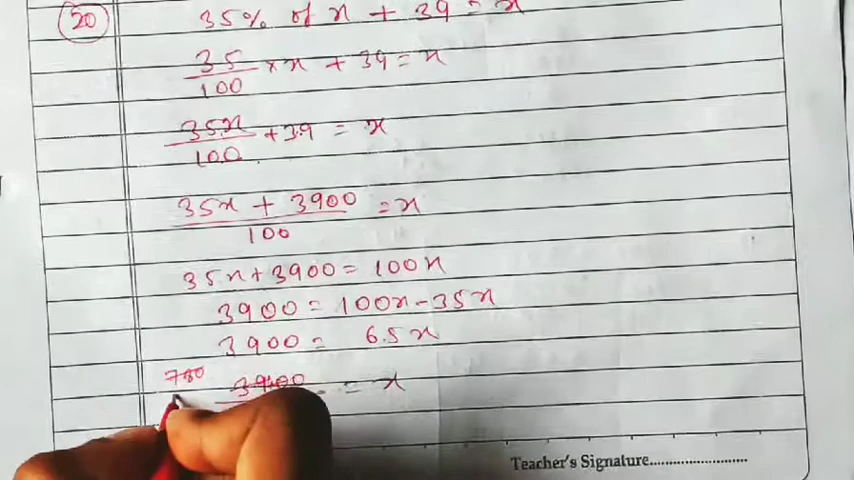 20 35% of x + 39 = x
35/100 × x + 39 = x
35x/100 + 39 = x
35x + 3900/100 = x
35x + 3900 = 100x
3900 = 100x - 35x
3900 = 65x
780 3900 = x
Teacher's Signature........................